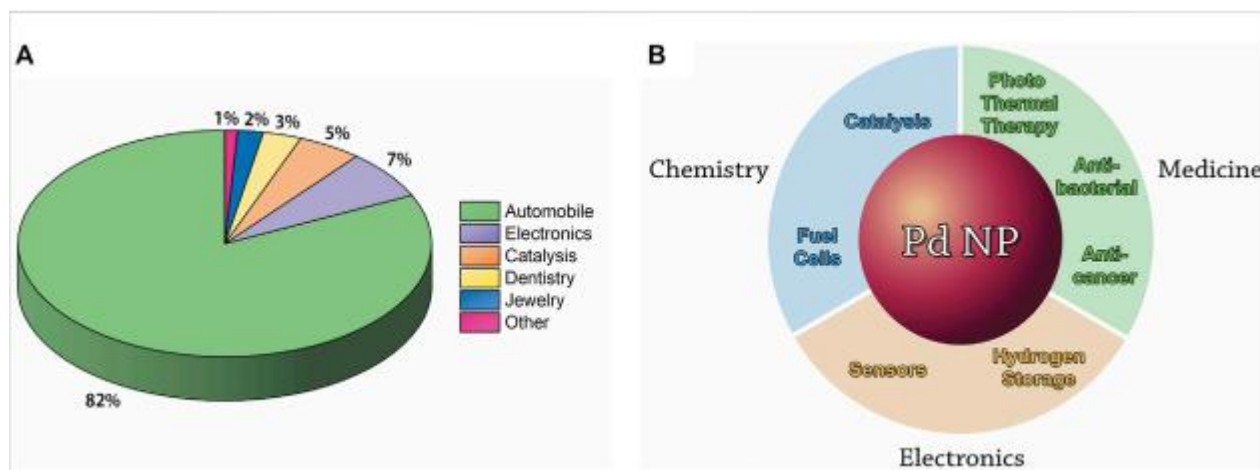 A
1% 2% 3% 5%
7%
82%
Automobile
Electronics
Catalysis
Dentistry
Jewelry
Other
B
Chemistry
Catalysis
Fuel
Cells
Photo
Thermal
Therapy
Anti-
bacterial
Anti-
cancer
Medicine
Pd NP
Sensors
Hydrogen
Storage
Electronics